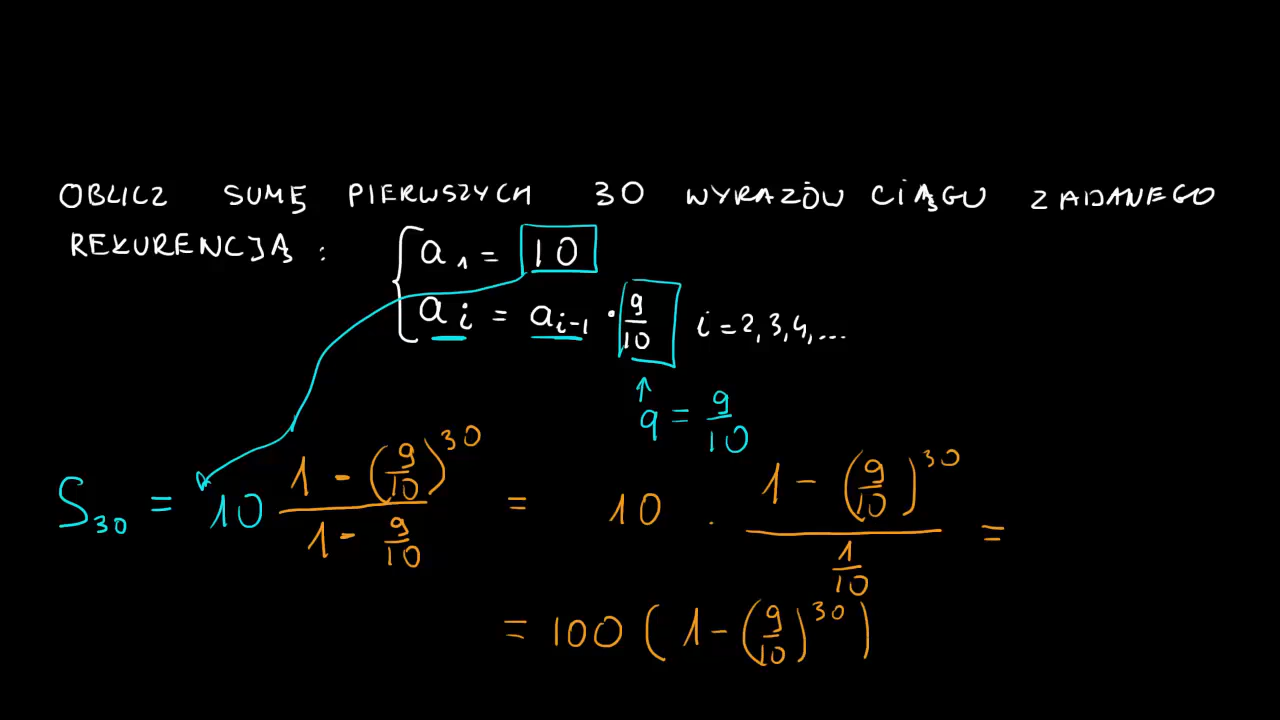 OBLICZ SUMĘ PIERWSZYCH 30 WYRAZÓW CIĄGU ZADANEGO
REKURENCJĄ :
a₁ = 10
aᵢ = aᵢ₋₁ · 9/10 i = 2, 3, 4, ...
↑
q = 9/10
S₃₀ = 10 (1 - (9/10)³⁰)/(1 - 9/10) = 10 · (1 - (9/10)³⁰)/(1/10) =
= 100 (1 - (9/10)³⁰)